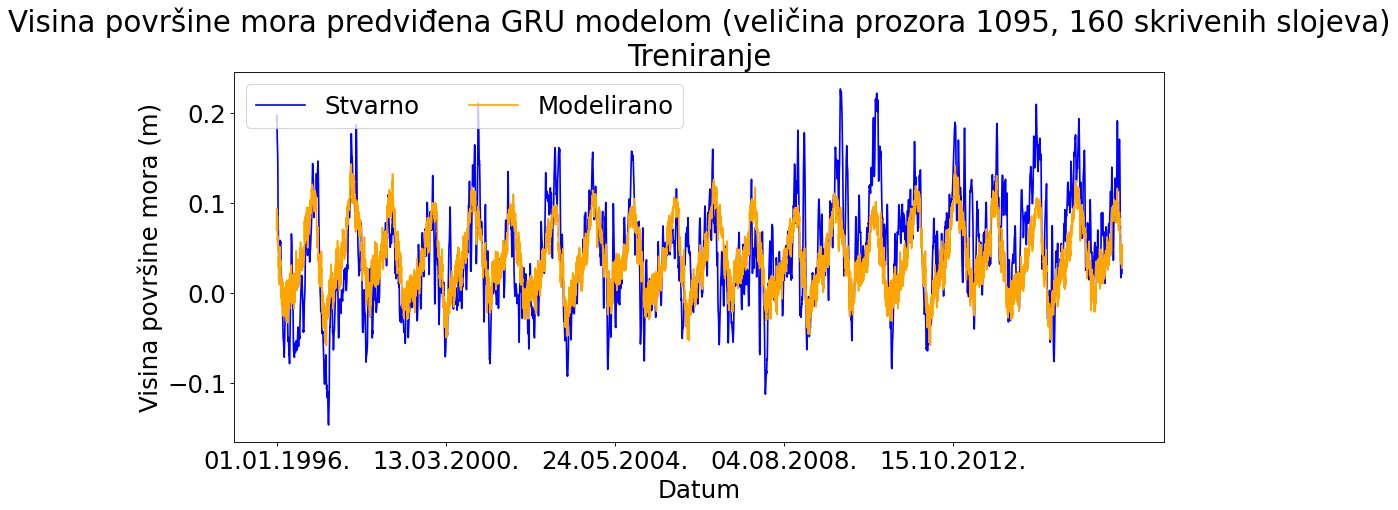 Visina površine mora predviđena GRU modelom (veličina prozora 1095, 160 skrivenih slojeva)
Treniranje
Stvarno Modelirano
Visina površine mora (m)
0.2
0.1
0.0
−0.1
01.01.1996. 13.03.2000. 24.05.2004. 04.08.2008. 15.10.2012.
Datum